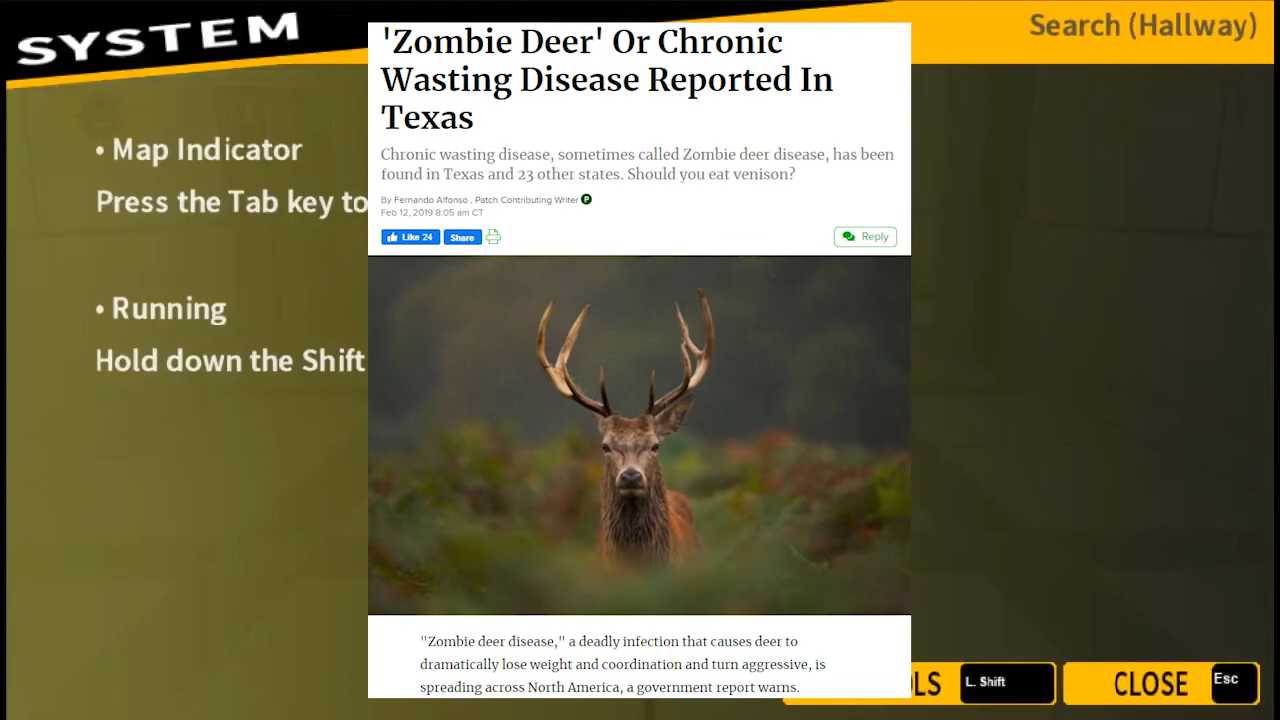 SYSTEM
Search (Hallway)
• Map Indicator
Press the Tab key to
• Running
Hold down the Shift
'Zombie Deer' Or Chronic
Wasting Disease Reported In
Texas
Chronic wasting disease, sometimes called Zombie deer disease, has been
found in Texas and 23 other states. Should you eat venison?
By Fernando Alfonso , Patch Contributing Writer P
Feb 12, 2019 8:05 am CT
Like 24 Share
Reply
"Zombie deer disease," a deadly infection that causes deer to
dramatically lose weight and coordination and turn aggressive, is
spreading across North America, a government report warns.
OLS L. Shift CLOSE Esc